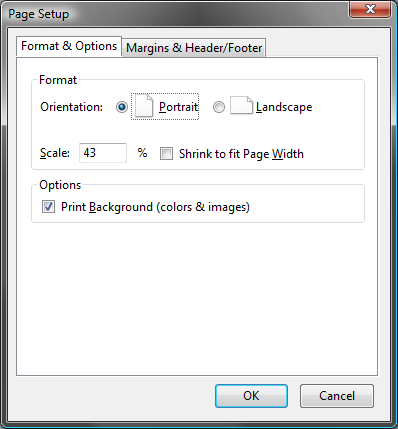 Page Setup
Format & Options Margins & Header/Footer
Format
Orientation: Portrait Landscape
Scale: 43 % Shrink to fit Page Width
Options
Print Background (colors & images)
OK Cancel